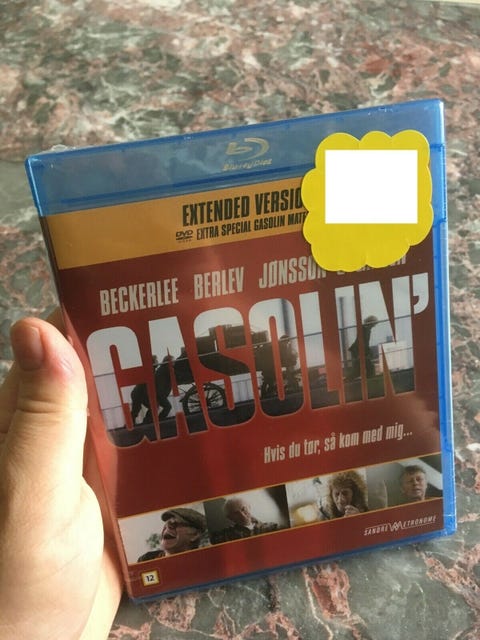 Blu-ray Disc
EXTENDED VERSIO
DVD EXTRA SPECIAL GASOLIN MATE
BECKERLEE BERLEV JØNSSON
GASOLIN'
Hvis du tør, så kom med mig...
SANDREW METRONOME
12